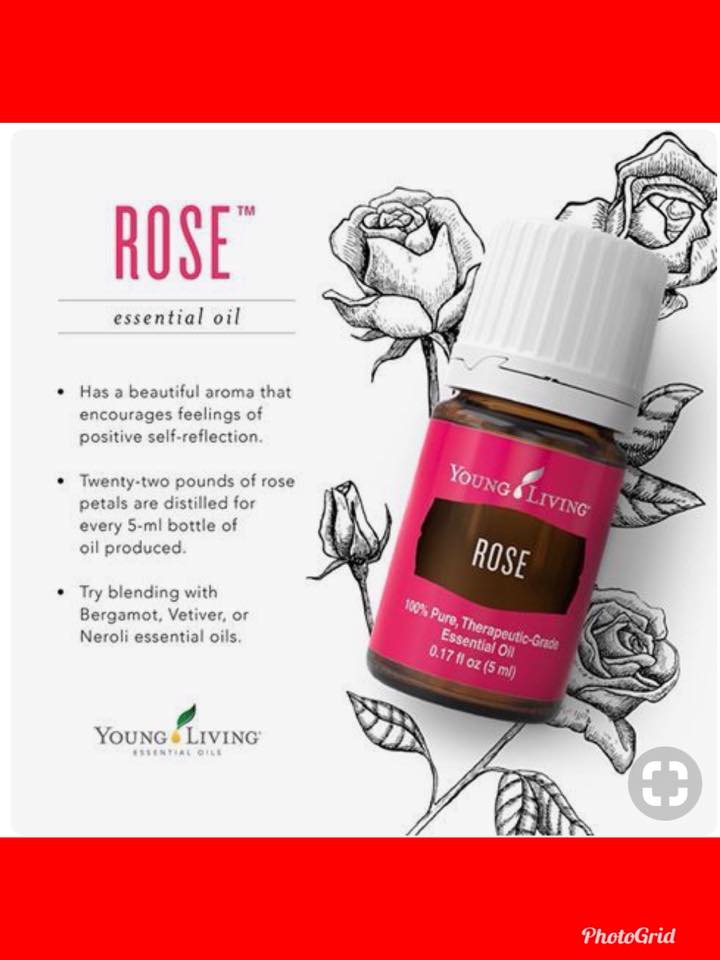 ROSE™
essential oil
• Has a beautiful aroma that
encourages feelings of
positive self-reflection.
• Twenty-two pounds of rose
petals are distilled for
every 5-ml bottle of
oil produced.
• Try blending with
Bergamot, Vetiver, or
Neroli essential oils.
YOUNG LIVING
ESSENTIAL OILS
YOUNG LIVING
ROSE
100% Pure, Therapeutic-Grade
Essential Oil
0.17 fl oz (5 ml)
PhotoGrid